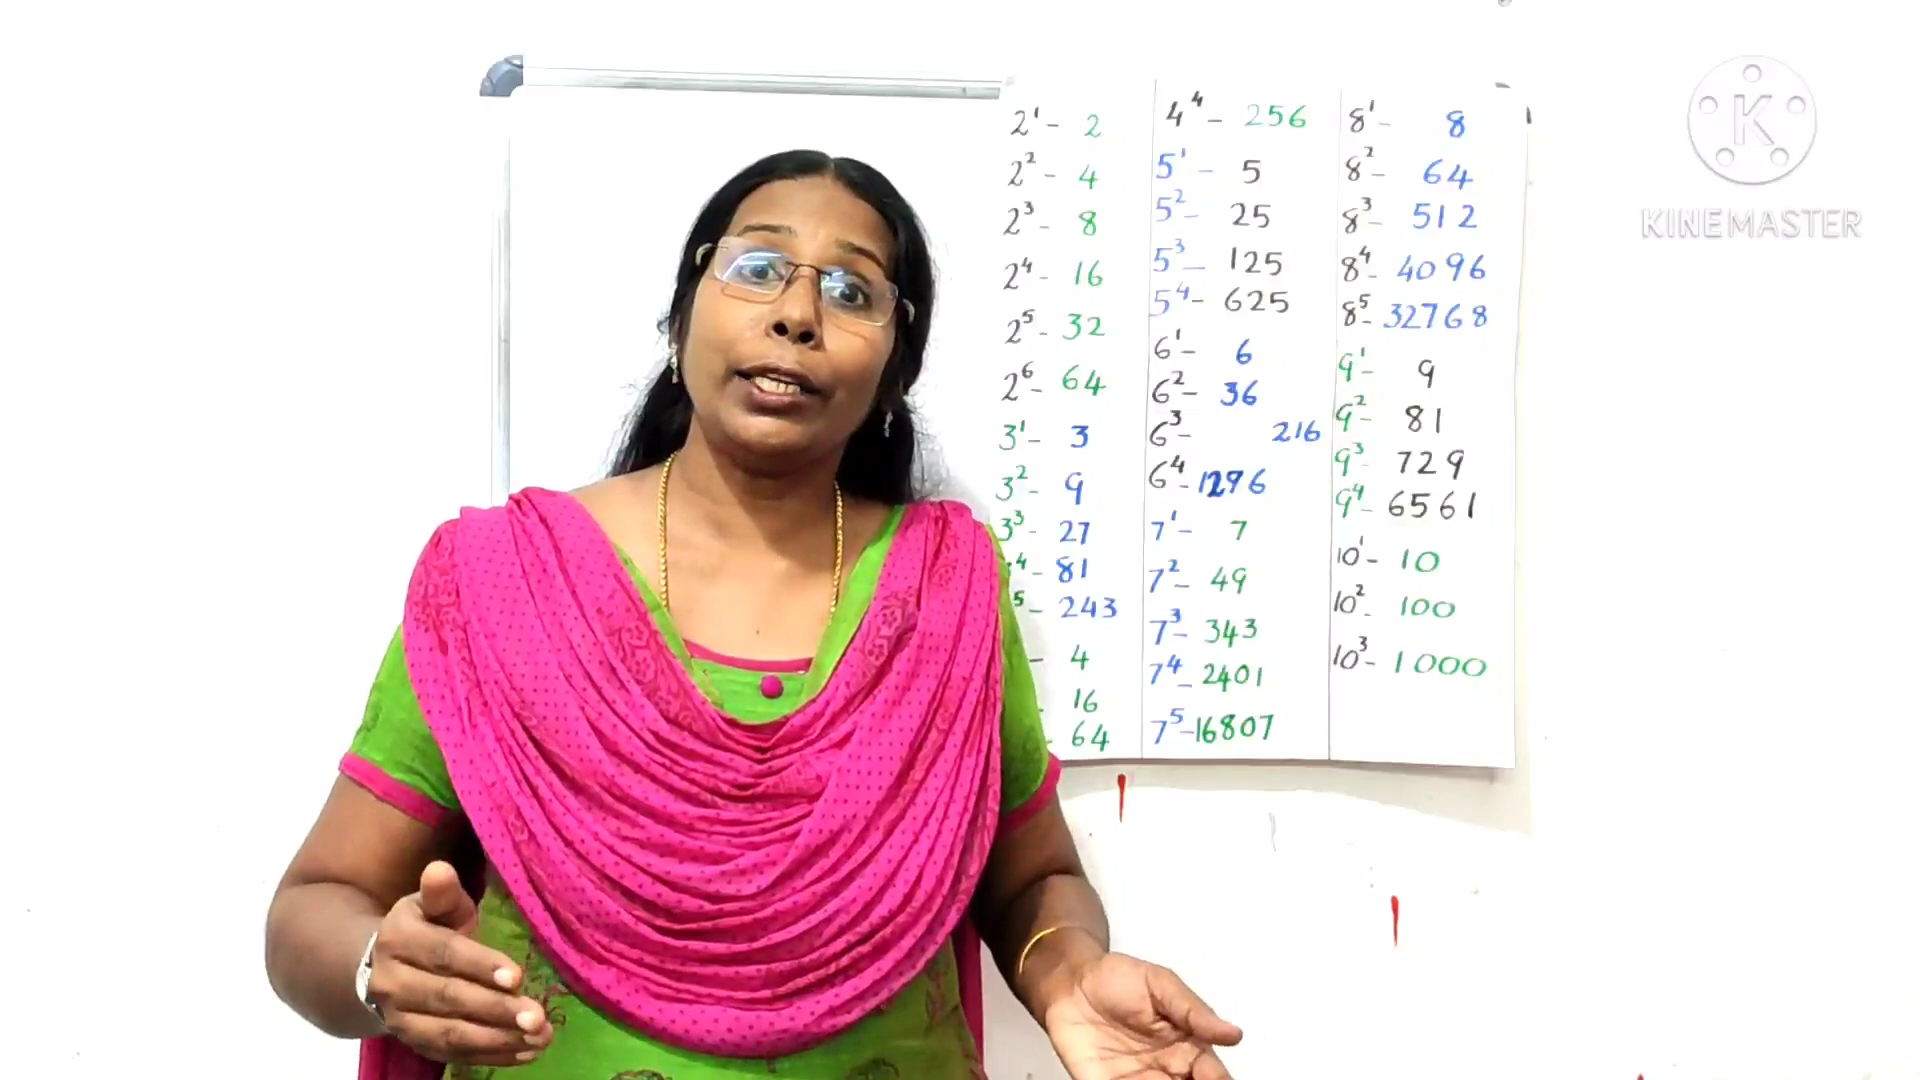 2¹ - 2
2² - 4
2³ - 8
2⁴ - 16
2⁵ - 32
2⁶ - 64
3¹ - 3
3² - 9
3³ - 27
⁴ - 81
⁵ - 243
- 4
- 16
- 64
4⁴ - 256
5¹ - 5
5² - 25
5³ - 125
5⁴ - 625
6¹ - 6
6² - 36
6³ - 216
6⁴ - 1296
7¹ - 7
7² - 49
7³ - 343
7⁴ - 2401
7⁵ - 16807
8¹ - 8
8² - 64
8³ - 512
8⁴ - 4096
8⁵ - 32768
9¹ - 9
9² - 81
9³ - 729
9⁴ - 6561
10¹ - 10
10² - 100
10³ - 1000
K
KINEMASTER